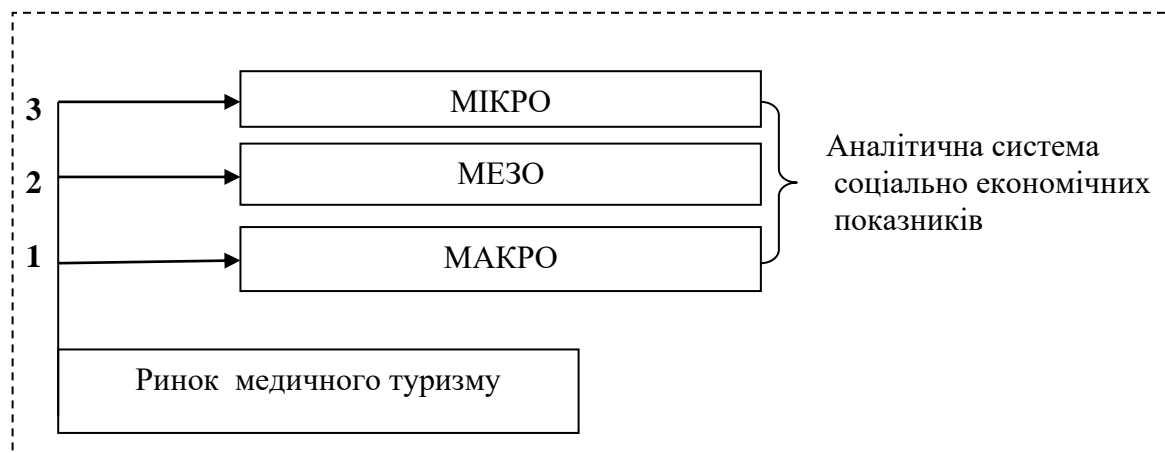 3
МІКРО
2
МЕЗО
1
МАКРО
Аналітична система
соціально економічних
показників
Ринок медичного туризму